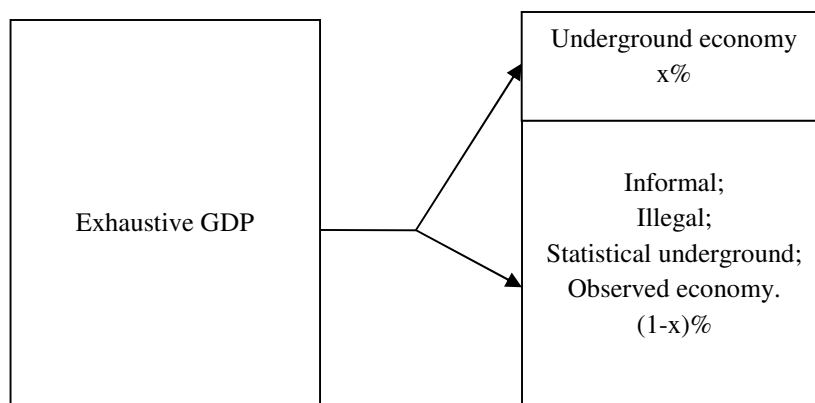 Exhaustive GDP
Underground economy
x%
Informal;
Illegal;
Statistical underground;
Observed economy.
(1-x)%